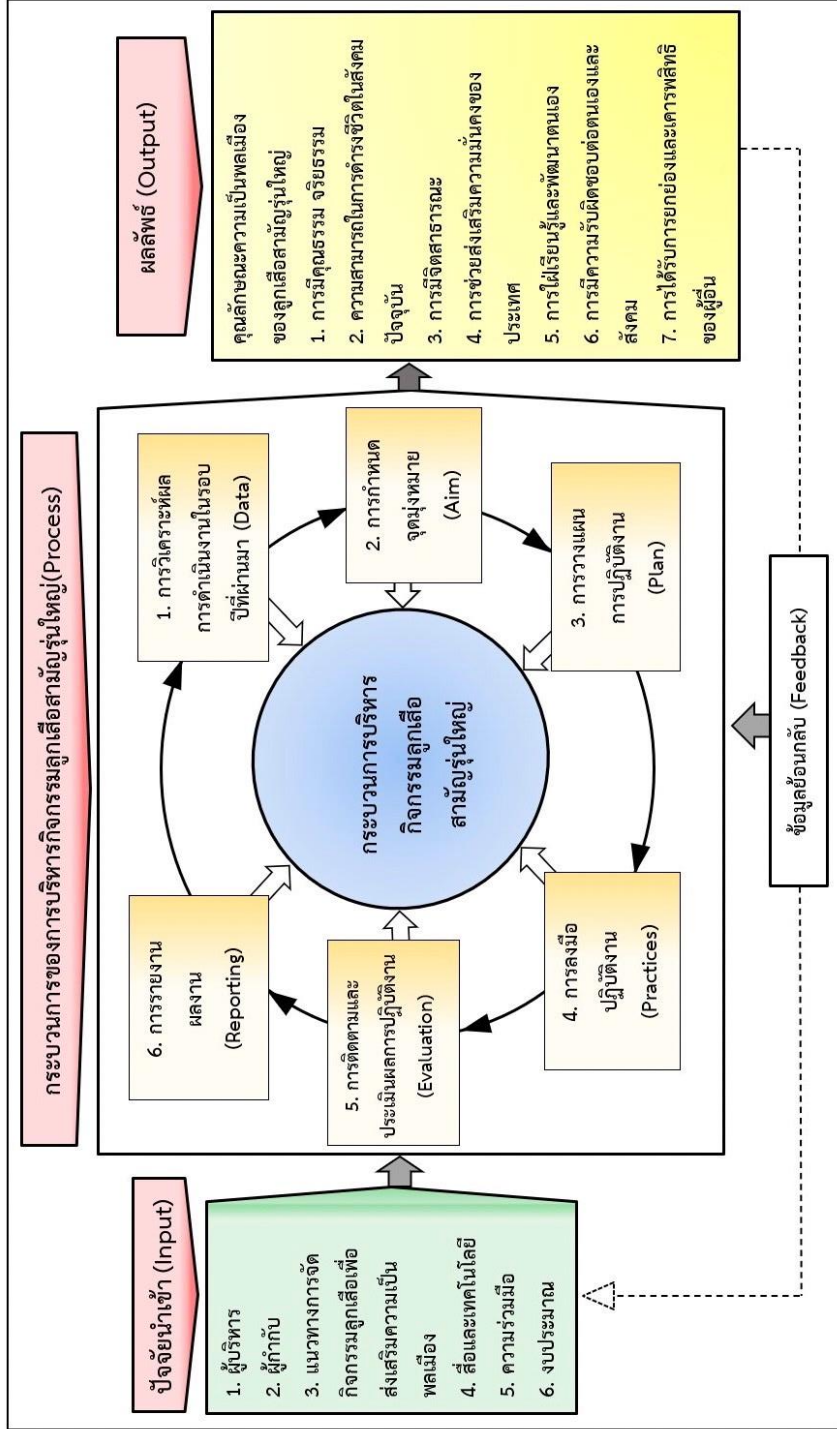 ปัจจัยนำเข้า (Input)
1. ผู้บริหาร
2. ผู้กำกับ
3. แนวทางการจัด
กิจกรรมลูกเสือเพื่อ
ส่งเสริมความเป็น
พลเมือง
4. สื่อและเทคโนโลยี
5. ความร่วมมือ
6. งบประมาณ
กระบวนการของการบริหารกิจกรรมลูกเสือสามัญรุ่นใหญ่(Process)
1. การวิเคราะห์ผล
การดำเนินงานในรอบ
ปีที่ผ่านมา (Data)
2. การกำหนด
จุดมุ่งหมาย
(Aim)
3. การวางแผน
การปฏิบัติงาน
(Plan)
4. การลงมือ
ปฏิบัติงาน
(Practices)
5. การติดตามและ
ประเมินผลการปฏิบัติงาน
(Evaluation)
6. การรายงาน
ผลงาน
(Reporting)
กระบวนการบริหาร
กิจกรรมลูกเสือ
สามัญรุ่นใหญ่
ผลลัพธ์ (Output)
คุณลักษณะความเป็นพลเมือง
ของลูกเสือสามัญรุ่นใหญ่
1. การมีคุณธรรม จริยธรรม
2. ความสามารถในการดำรงชีวิตในสังคม
ปัจจุบัน
3. การมีจิตสาธารณะ
4. การช่วยส่งเสริมความมั่นคงของ
ประเทศ
5. การใฝ่เรียนรู้และพัฒนาตนเอง
6. การมีความรับผิดชอบต่อตนเองและ
สังคม
7. การได้รับการยกย่องและเคารพสิทธิ
ของผู้อื่น
ข้อมูลย้อนกลับ (Feedback)